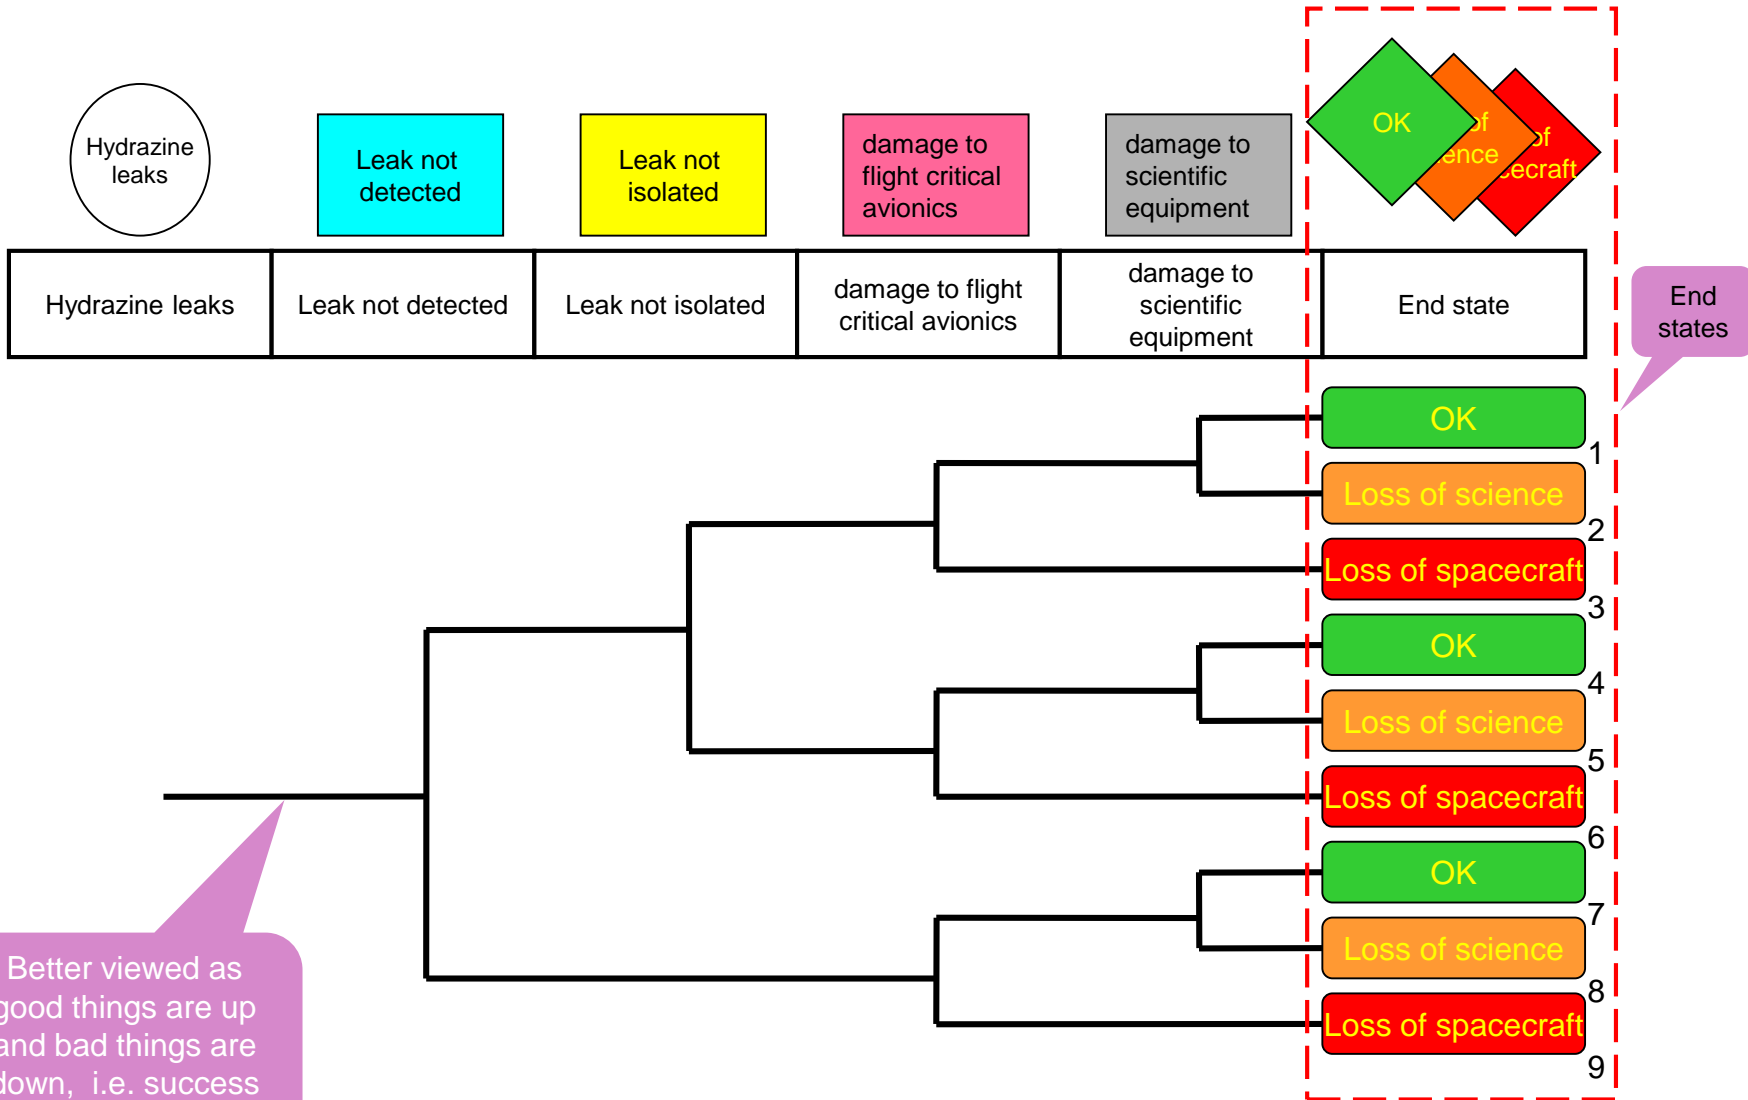 Hydrazine
leaks
Leak not
detected
Leak not
isolated
damage to
flight critical
avionics
damage to
scientific
equipment
OK
of
ence
of
ecraft
Hydrazine leaks
Leak not detected
Leak not isolated
damage to flight
critical avionics
damage to
scientific
equipment
End state
End
states
OK
1
Loss of science
2
Loss of spacecraft
3
OK
4
Loss of science
5
Loss of spacecraft
6
OK
7
Loss of science
8
Loss of spacecraft
9
Better viewed as
good things are up
and bad things are
down, i.e. success